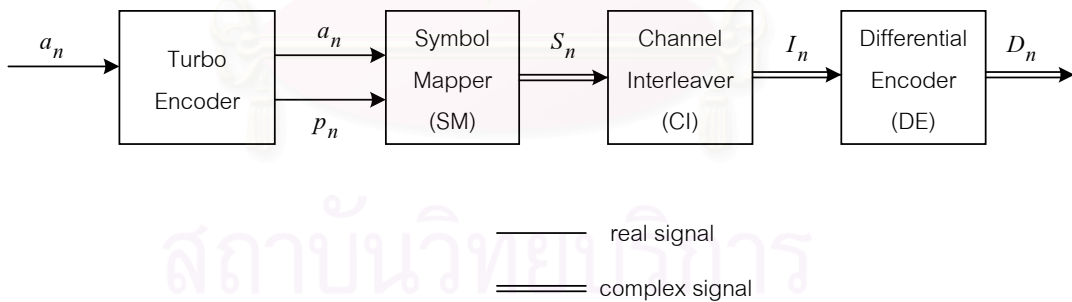 a_n
Turbo
Encoder
a_n
p_n
Symbol
Mapper
(SM)
S_n
Channel
Interleaver
(CI)
I_n
Differential
Encoder
(DE)
D_n
real signal
complex signal
สถาบันวิทยบริการ